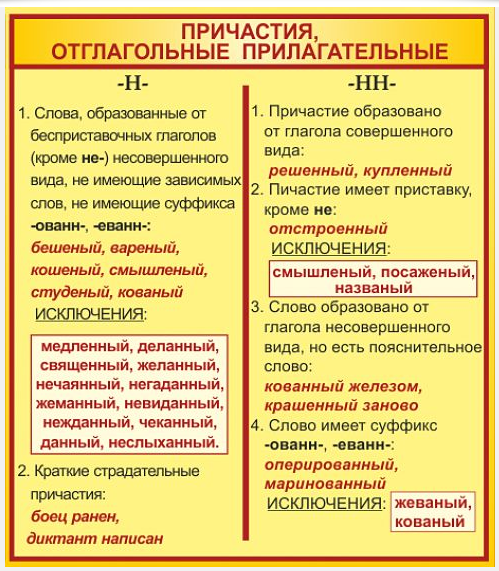 ПРИЧАСТИЯ,
ОТГЛАГОЛЬНЫЕ ПРИЛАГАТЕЛЬНЫЕ
-Н-
1. Слова, образованные от
бесприставочных глаголов
(кроме не-) несовершенного
вида, не имеющие зависимых
слов, не имеющие суффикса
-ованн-, -еванн-:
бешеный, вареный,
кошеный, смышленый,
студеный, кованый
ИСКЛЮЧЕНИЯ:
медленный, деланный,
священный, желанный,
нечаянный, негаданный,
жеманный, невиданный,
нежданный, чеканный,
данный, неслыханный.
2. Краткие страдательные
причастия:
боец ранен,
диктант написан
-НН-
1. Причастие образовано
от глагола совершенного
вида:
решенный, купленный
2. Пичастие имеет приставку,
кроме не:
отстроенный
ИСКЛЮЧЕНИЯ:
смышленый, посаженый,
названый
3. Слово образовано от
глагола несовершенного
вида, но есть пояснительное
слово:
кованный железом,
крашенный заново
4. Слово имеет суффикс
-ованн-, -еванн-:
оперированный,
маринованный
ИСКЛЮЧЕНИЯ:
жеваный,
кованый